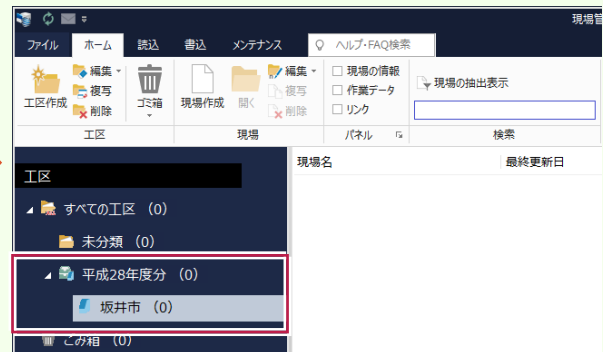 現場管
ファイル ホーム 読込 書込 メンテナンス ヘルプ・FAQ検索
工区作成 編集 複写 削除 ゴミ箱
工区
現場作成 開く 編集 複写 削除
現場
現場の情報
作業データ
リンク
パネル
現場の抽出表示
検索
工区
すべての工区 (0)
未分類 (0)
平成28年度分 (0)
坂井市 (0)
ごみ箱 (0)
現場名 最終更新日